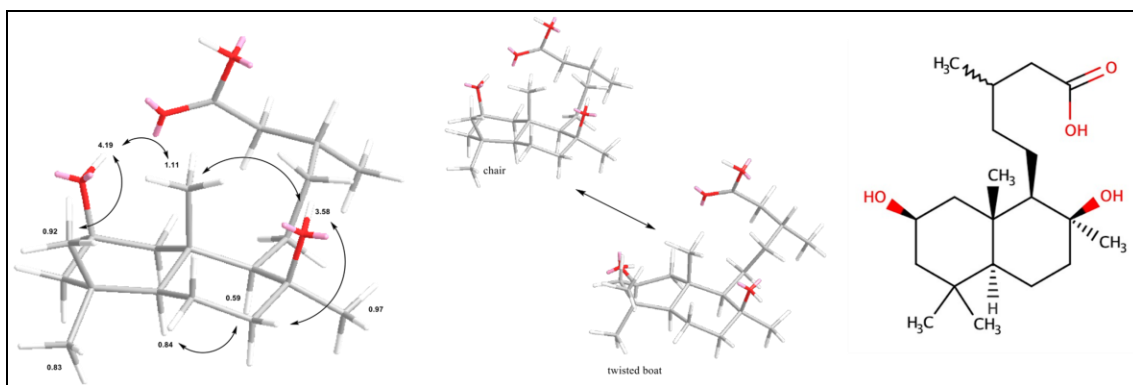 4.19
1.11
0.92
3.58
0.59
0.97
0.84
0.83
chair
twisted boat
H₃C
O
OH
CH₃
HO
OH
CH₃
H
H₃C
CH₃